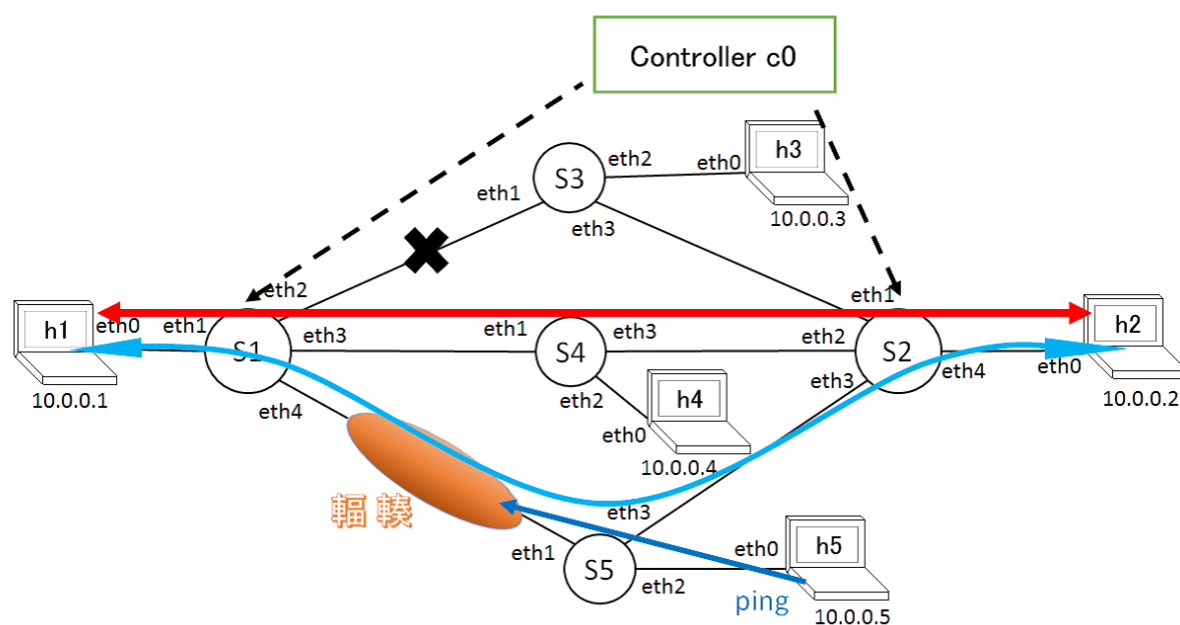 Controller c0
h3
eth2
eth0
S3
eth1
10.0.0.3
eth3
eth2
eth1
h1
eth0
eth1
S1
eth3
eth1
S4
eth3
eth2
S2
h2
10.0.0.1
eth4
eth2
h4
eth0
10.0.0.4
eth3
eth4
eth0
10.0.0.2
輻輳
eth3
eth1
S5
eth2
eth0
h5
ping
10.0.0.5